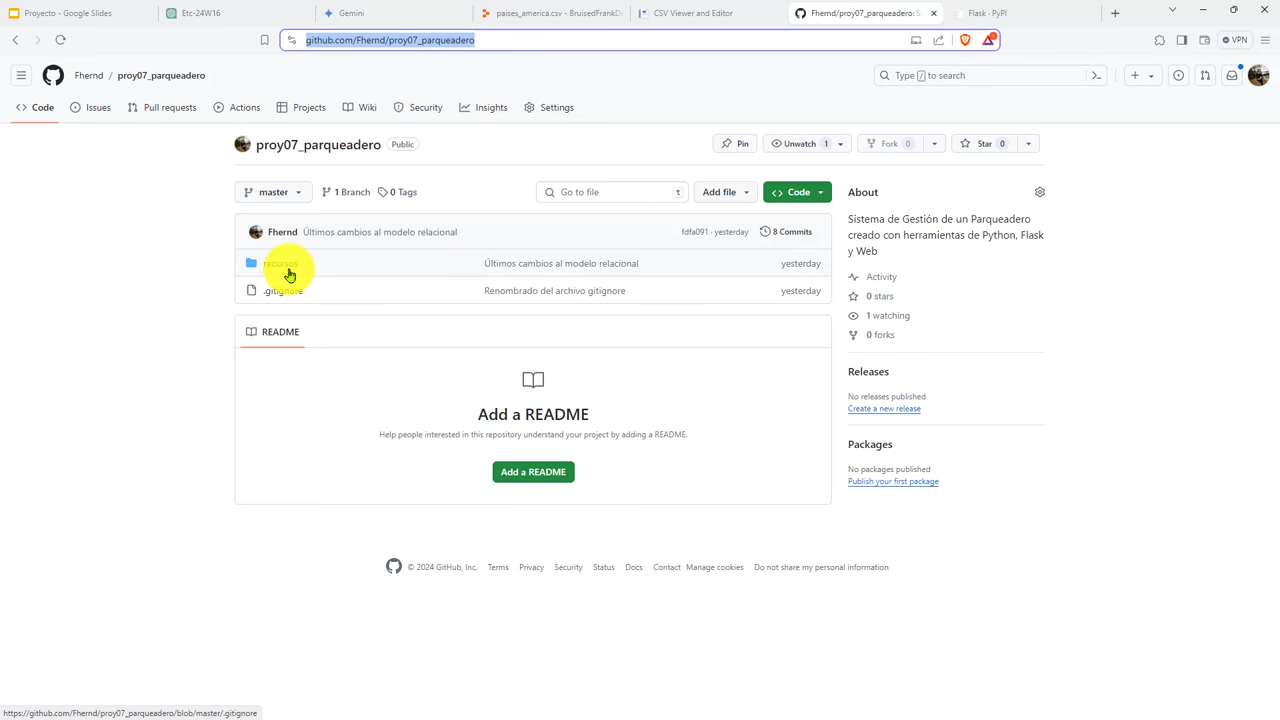 Proyecto - Google Slides
Etc-24W16
Gemini
paises_america.csv - BruisedFrankD
CSV Viewer and Editor
Fhernd/proy07_parqueadero: S
Flask · PyPI
github.com/Fhernd/proy07_parqueadero
1
VPN
Fhernd / proy07_parqueadero
Type / to search
Code
Issues
Pull requests
Actions
Projects
Wiki
Security
Insights
Settings
proy07_parqueadero Public
Pin
Unwatch 1
Fork 0
Star 0
master
1 Branch
0 Tags
Go to file
t
Add file
Code
Fhernd Últimos cambios al modelo relacional
fdfa091 · yesterday
8 Commits
recursos
Últimos cambios al modelo relacional
yesterday
.gitignore
Renombrado del archivo gitignore
yesterday
README
Add a README
Help people interested in this repository understand your project by adding a README.
Add a README
About
Sistema de Gestión de un Parqueadero
creado con herramientas de Python, Flask
y Web
Activity
0 stars
1 watching
0 forks
Releases
No releases published
Create a new release
Packages
No packages published
Publish your first package
© 2024 GitHub, Inc.
Terms
Privacy
Security
Status
Docs
Contact
Manage cookies
Do not share my personal information
https://github.com/Fhernd/proy07_parqueadero/blob/master/.gitignore